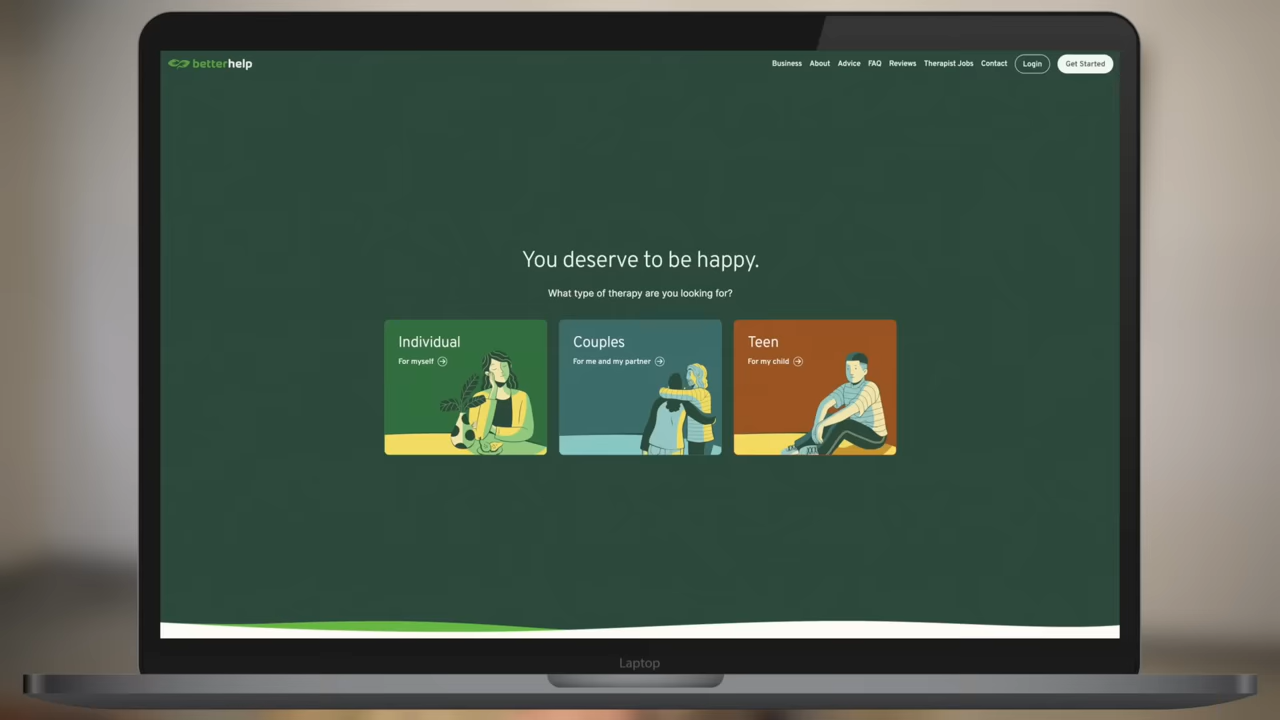 betterhelp
Business About Advice FAQ Reviews Therapist Jobs Contact Login Get Started
You deserve to be happy.
What type of therapy are you looking for?
Individual
For myself
Couples
For me and my partner
Teen
For my child
Laptop